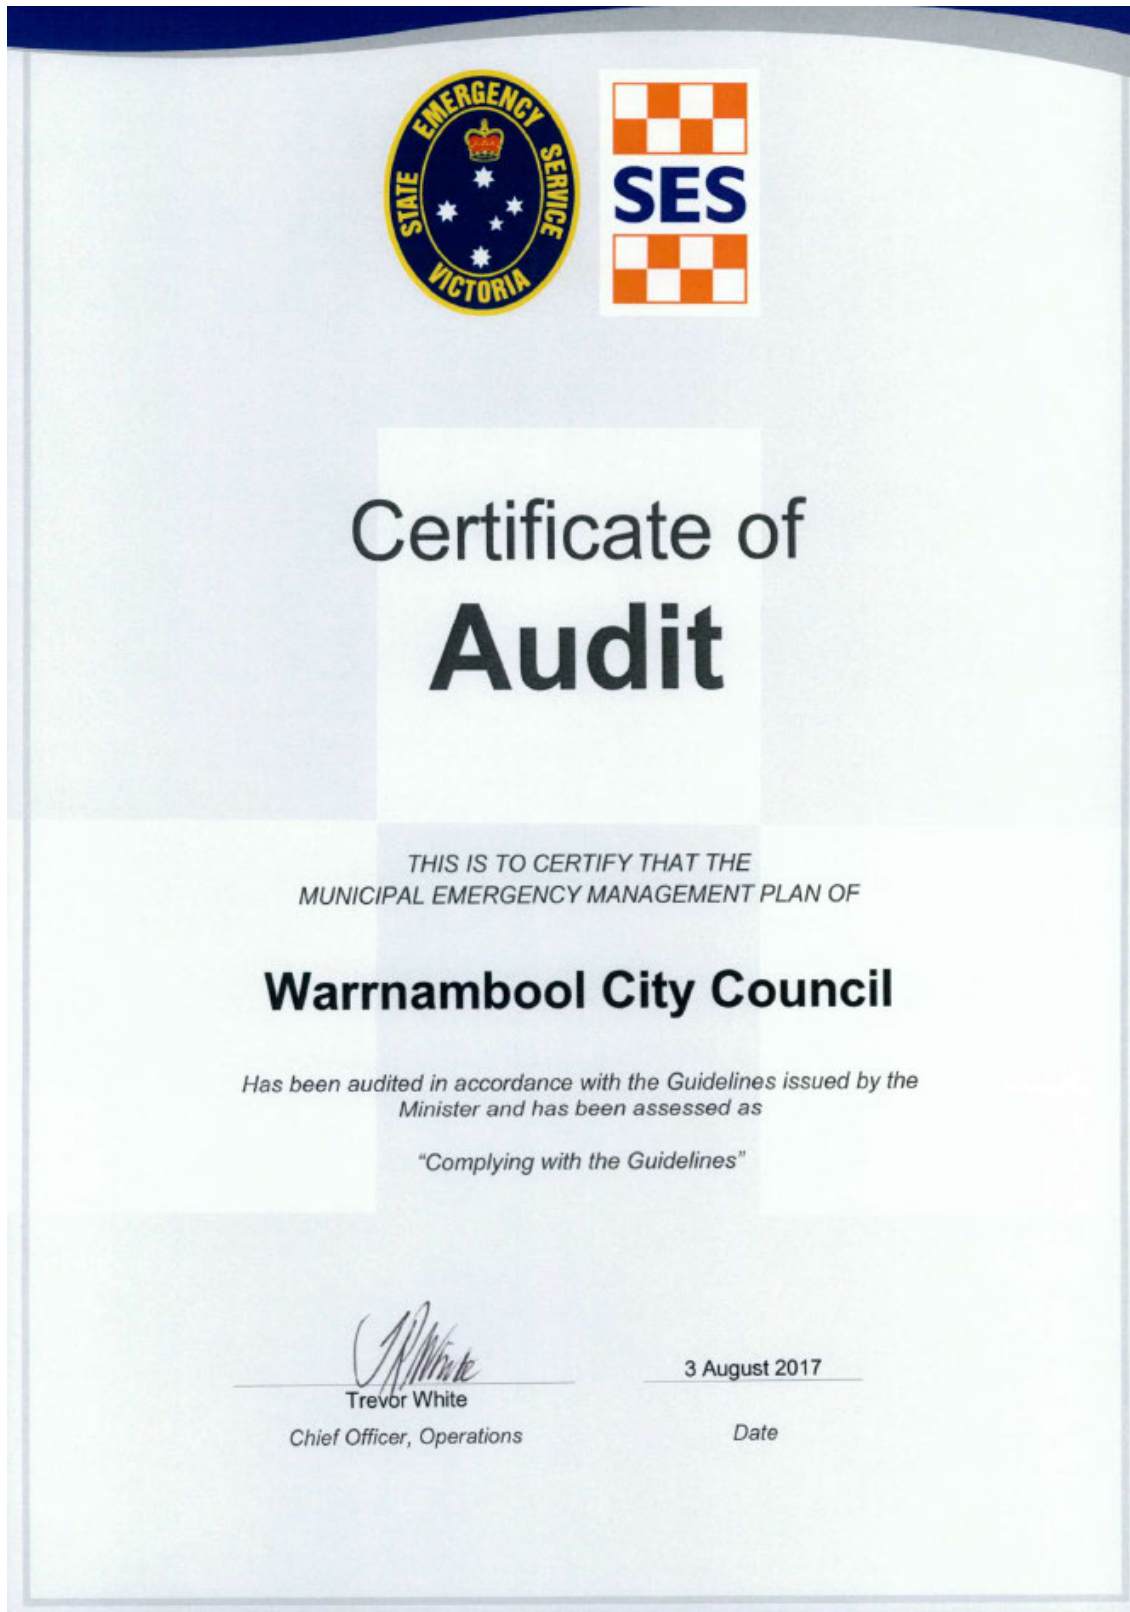 STATE EMERGENCY SERVICE
VICTORIA
SES
Certificate of
Audit
THIS IS TO CERTIFY THAT THE
MUNICIPAL EMERGENCY MANAGEMENT PLAN OF
Warrnambool City Council
Has been audited in accordance with the Guidelines issued by the
Minister and has been assessed as
“Complying with the Guidelines”
TRWhite
3 August 2017
Trevor White
Chief Officer, Operations
Date